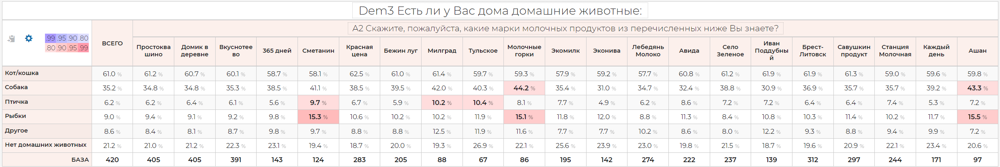 Dem3 Есть ли у Вас дома домашние животные:
A2 Скажите, пожалуйста, какие марки молочных продуктов из перечисленных ниже Вы знаете?
.99 .95 .90 .80
.80 .90 .95 .99
ВСЕГО
Простоква
шино
Домик в
деревне
Вкуснотее
во
365 дней
Сметанин
Красная
цена
Бежин луг
Милград
Тульское
Молочные
горки
Экомилк
Эконива
Лебедянь
Молоко
Авида
Село
Зеленое
Иван
Поддубны
й
Брест-
Литовск
Савушкин
продукт
Станция
Молочная
Каждый
день
Ашан
Кот/кошка 61.0 % 61.2 % 60.7 % 60.1 % 58.7 % 58.1 % 62.5 % 61.0 % 61.4 % 59.7 % 59.3 % 57.9 % 59.2 % 57.7 % 60.8 % 61.2 % 61.9 % 61.9 % 61.3 % 59.0 % 59.6 % 59.8 %
Собака 35.2 % 34.8 % 34.8 % 35.3 % 38.5 % 41.1 % 38.5 % 39.5 % 42.0 % 40.3 % 44.2 % 35.4 % 31.0 % 34.7 % 32.4 % 38.8 % 30.9 % 36.9 % 35.7 % 35.7 % 39.2 % 43.3 %
Птичка 6.2 % 6.2 % 6.4 % 6.1 % 5.6 % 9.7 % 6.7 % 5.9 % 10.2 % 10.4 % 8.1 % 7.7 % 4.9 % 6.2 % 8.6 % 7.2 % 7.2 % 6.4 % 6.4 % 7.4 % 5.3 % 7.2 %
Рыбки 9.0 % 9.4 % 9.1 % 9.2 % 9.8 % 15.3 % 10.6 % 10.2 % 10.2 % 11.9 % 15.1 % 11.8 % 12.0 % 8.8 % 11.3 % 8.4 % 10.8 % 10.3 % 11.4 % 10.2 % 11.7 % 15.5 %
Другое 8.6 % 8.4 % 8.1 % 8.7 % 9.8 % 9.7 % 8.8 % 8.8 % 12.5 % 11.9 % 11.6 % 7.7 % 7.7 % 10.2 % 8.6 % 8.0 % 12.2 % 9.3 % 8.8 % 9.4 % 9.9 % 7.2 %
Нет домашних животных 21.2 % 21.0 % 21.2 % 22.3 % 23.1 % 19.4 % 18.7 % 20.0 % 19.3 % 26.9 % 22.1 % 25.6 % 23.9 % 23.0 % 19.8 % 21.5 % 18.7 % 19.6 % 20.9 % 22.1 % 23.4 % 20.6 %
БАЗА 420 405 405 391 143 124 283 205 88 67 86 195 142 274 222 237 139 312 297 244 171 97